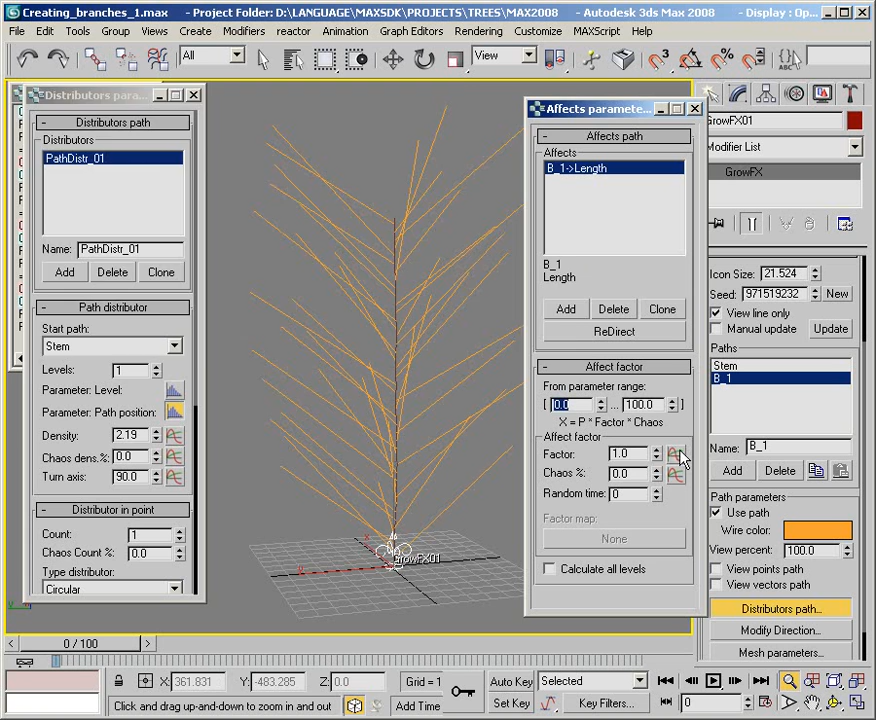 Creating_branches_1.max - Project Folder: D:\LANGUAGE\MAXSDK\PROJECTS\TREES\MAX2008 - Autodesk 3ds Max 2008 - Display : Op...
File Edit Tools Group Views Create Modifiers reactor Animation Graph Editors Rendering Customize MAXScript Help
All
View
Distributors para...
- Distributors path
Distributors
PathDistr_01
Name: PathDistr_01
Add Delete Clone
- Path distributor
Start path:
Stem
Levels: 1
Parameter: Level:
Parameter: Path position:
Density: 2.19
Chaos dens.% 0.0
Turn axis: 90.0
- Distributor in point
Count: 1
Chaos Count %: 0.0
Type distributor:
Circular
GrowFX01
Affects paramete...
- Affects path
Affects
B_1->Length
B_1
Length
Add Delete Clone
ReDirect
- Affect factor
From parameter range:
[ 0.0 ... 100.0 ]
X = P * Factor * Chaos
Affect factor
Factor: 1.0
Chaos %: 0.0
Random time: 0
Factor map:
None
Calculate all levels
GrowFX01
Modifier List
GrowFX
Icon Size: 21.524
Seed: 971519232 New
View line only
Manual update Update
Paths
Stem
B_1
Name: B_1
Add Delete
Path parameters
Use path
Wire color:
View percent: 100.0
View points path
View vectors path
Distributors path...
Modify Direction...
Mesh parameters...
0 / 100
X: 361.831 Y: -483.285 Z: 0.0 Grid = 1
Auto Key Selected
Click and drag up-and-down to zoom in and out Add Time Set Key Key Filters... 0